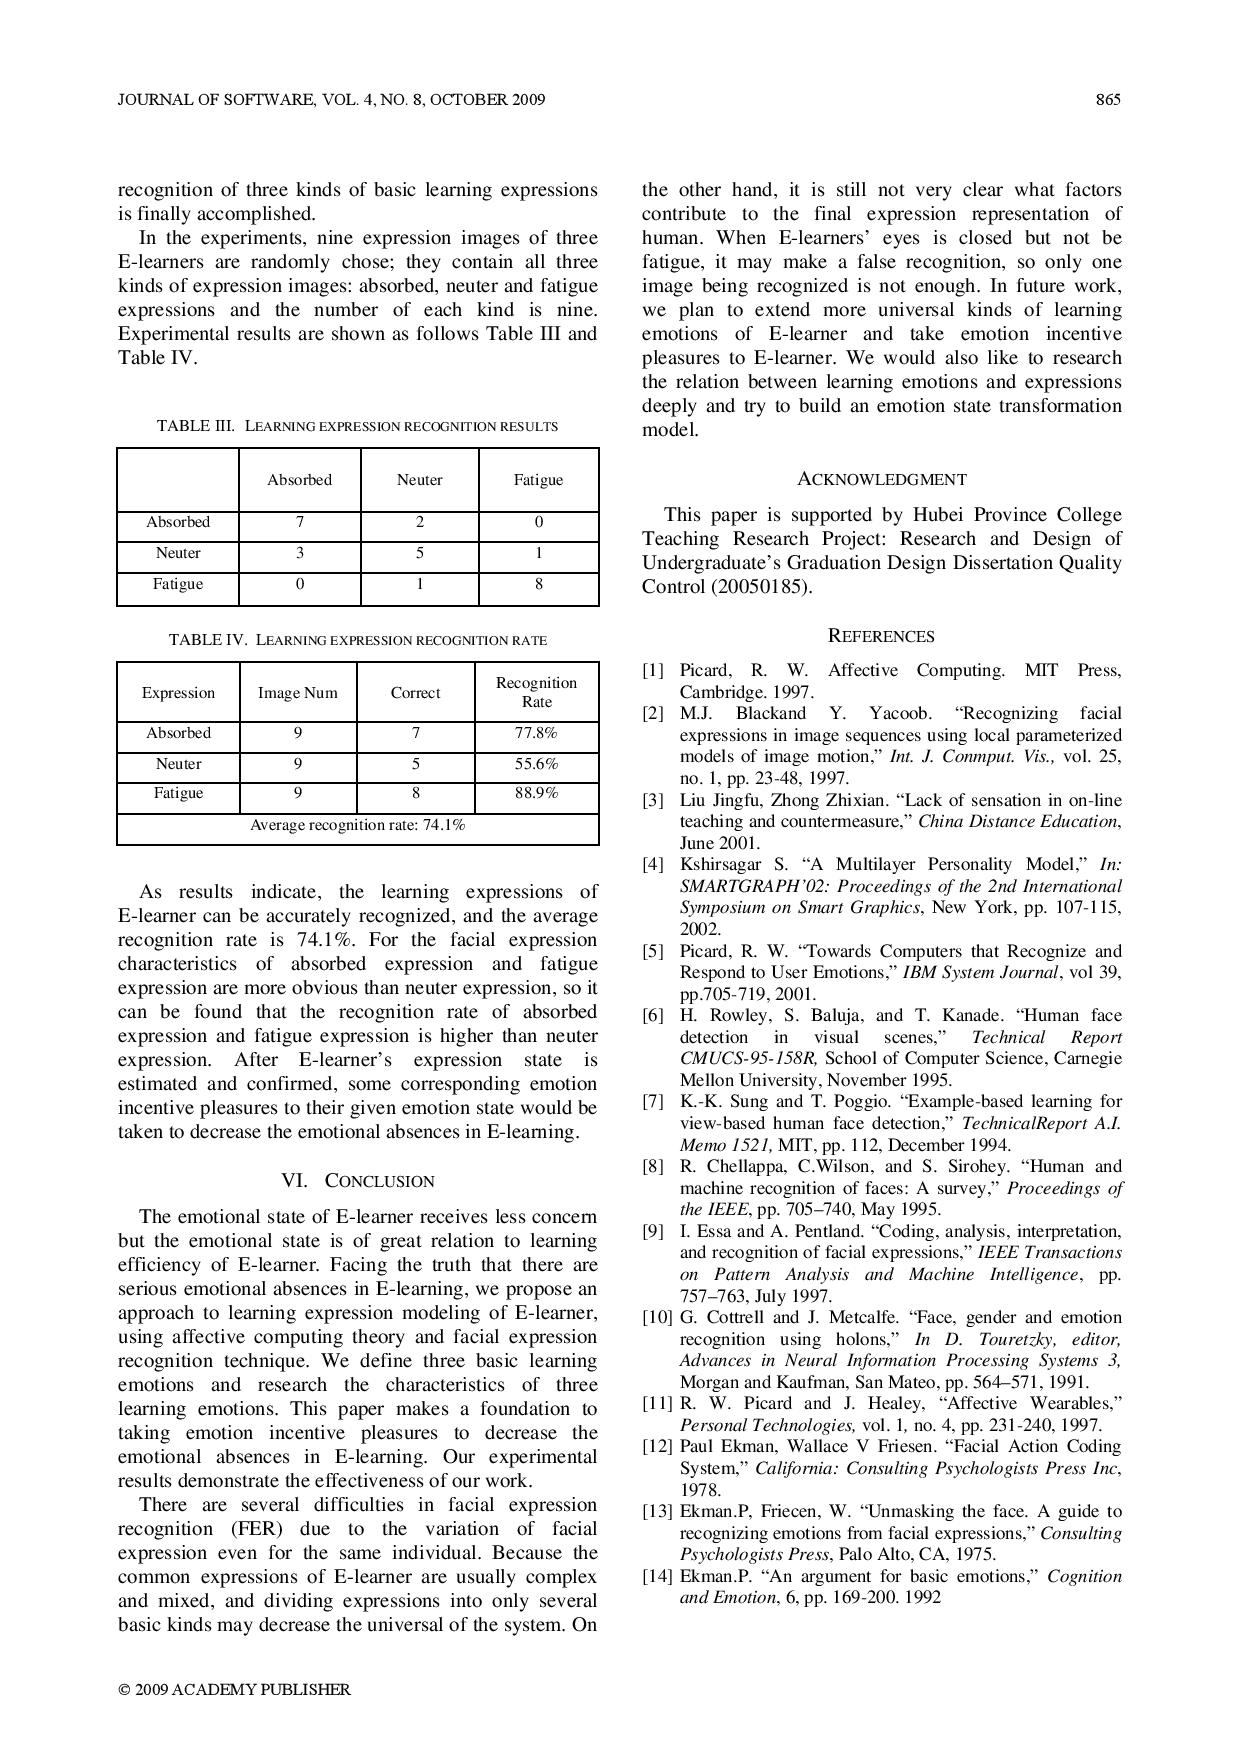 JOURNAL OF SOFTWARE, VOL. 4, NO. 8, OCTOBER 2009 865
recognition of three kinds of basic learning expressions
is finally accomplished.
In the experiments, nine expression images of three
E-learners are randomly chose; they contain all three
kinds of expression images: absorbed, neuter and fatigue
expressions and the number of each kind is nine.
Experimental results are shown as follows Table III and
Table IV.
TABLE III. LEARNING EXPRESSION RECOGNITION RESULTS
Absorbed Neuter Fatigue
Absorbed 7 2 0
Neuter 3 5 1
Fatigue 0 1 8
TABLE IV. LEARNING EXPRESSION RECOGNITION RATE
Expression Image Num Correct Recognition
Rate
Absorbed 9 7 77.8%
Neuter 9 5 55.6%
Fatigue 9 8 88.9%
Average recognition rate: 74.1%
As results indicate, the learning expressions of
E-learner can be accurately recognized, and the average
recognition rate is 74.1%. For the facial expression
characteristics of absorbed expression and fatigue
expression are more obvious than neuter expression, so it
can be found that the recognition rate of absorbed
expression and fatigue expression is higher than neuter
expression. After E-learner's expression state is
estimated and confirmed, some corresponding emotion
incentive pleasures to their given emotion state would be
taken to decrease the emotional absences in E-learning.
VI. CONCLUSION
The emotional state of E-learner receives less concern
but the emotional state is of great relation to learning
efficiency of E-learner. Facing the truth that there are
serious emotional absences in E-learning, we propose an
approach to learning expression modeling of E-learner,
using affective computing theory and facial expression
recognition technique. We define three basic learning
emotions and research the characteristics of three
learning emotions. This paper makes a foundation to
taking emotion incentive pleasures to decrease the
emotional absences in E-learning. Our experimental
results demonstrate the effectiveness of our work.
There are several difficulties in facial expression
recognition (FER) due to the variation of facial
expression even for the same individual. Because the
common expressions of E-learner are usually complex
and mixed, and dividing expressions into only several
basic kinds may decrease the universal of the system. On
the other hand, it is still not very clear what factors
contribute to the final expression representation of
human. When E-learners' eyes is closed but not be
fatigue, it may make a false recognition, so only one
image being recognized is not enough. In future work,
we plan to extend more universal kinds of learning
emotions of E-learner and take emotion incentive
pleasures to E-learner. We would also like to research
the relation between learning emotions and expressions
deeply and try to build an emotion state transformation
model.
ACKNOWLEDGMENT
This paper is supported by Hubei Province College
Teaching Research Project: Research and Design of
Undergraduate's Graduation Design Dissertation Quality
Control (20050185).
REFERENCES
[1] Picard, R. W. Affective Computing. MIT Press,
Cambridge. 1997.
[2] M.J. Blackand Y. Yacoob. “Recognizing facial
expressions in image sequences using local parameterized
models of image motion,” Int. J. Conmput. Vis., vol. 25,
no. 1, pp. 23-48, 1997.
[3] Liu Jingfu, Zhong Zhixian. “Lack of sensation in on-line
teaching and countermeasure,” China Distance Education,
June 2001.
[4] Kshirsagar S. “A Multilayer Personality Model,” In:
SMARTGRAPH’02: Proceedings of the 2nd International
Symposium on Smart Graphics, New York, pp. 107-115,
2002.
[5] Picard, R. W. “Towards Computers that Recognize and
Respond to User Emotions,” IBM System Journal, vol 39,
pp.705-719, 2001.
[6] H. Rowley, S. Baluja, and T. Kanade. “Human face
detection in visual scenes,” Technical Report
CMUCS-95-158R, School of Computer Science, Carnegie
Mellon University, November 1995.
[7] K.-K. Sung and T. Poggio. “Example-based learning for
view-based human face detection,” TechnicalReport A.I.
Memo 1521, MIT, pp. 112, December 1994.
[8] R. Chellappa, C.Wilson, and S. Sirohey. “Human and
machine recognition of faces: A survey,” Proceedings of
the IEEE, pp. 705–740, May 1995.
[9] I. Essa and A. Pentland. “Coding, analysis, interpretation,
and recognition of facial expressions,” IEEE Transactions
on Pattern Analysis and Machine Intelligence, pp.
757–763, July 1997.
[10] G. Cottrell and J. Metcalfe. “Face, gender and emotion
recognition using holons,” In D. Touretzky, editor,
Advances in Neural Information Processing Systems 3,
Morgan and Kaufman, San Mateo, pp. 564–571, 1991.
[11] R. W. Picard and J. Healey, “Affective Wearables,”
Personal Technologies, vol. 1, no. 4, pp. 231-240, 1997.
[12] Paul Ekman, Wallace V Friesen. “Facial Action Coding
System,” California: Consulting Psychologists Press Inc,
1978.
[13] Ekman.P, Friecen, W. “Unmasking the face. A guide to
recognizing emotions from facial expressions,” Consulting
Psychologists Press, Palo Alto, CA, 1975.
[14] Ekman.P. “An argument for basic emotions,” Cognition
and Emotion, 6, pp. 169-200. 1992
© 2009 ACADEMY PUBLISHER